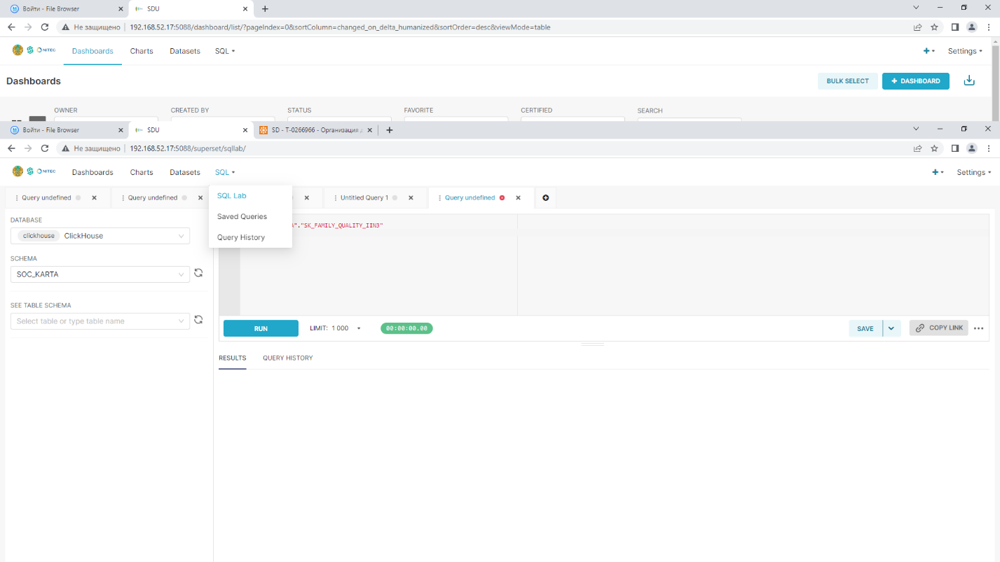 Войти - File Browser
SDU
Не защищено
192.168.52.17:5088/dashboard/list/?pageIndex=0&sortColumn=changed_on_delta_humanized&sortOrder=desc&viewMode=table
NITEC
Dashboards
Charts
Datasets
SQL
Settings
Dashboards
BULK SELECT
+ DASHBOARD
OWNER
CREATED BY
STATUS
FAVORITE
CERTIFIED
SEARCH
Войти - File Browser
SDU
SD - T-0266966 - Организация
Не защищено
192.168.52.17:5088/superset/sqllab/
NITEC
Dashboards
Charts
Datasets
SQL
Settings
Query undefined
Query undefined
Untitled Query 1
Query undefined
SQL Lab
Saved Queries
Query History
DATABASE
clickhouse ClickHouse
SCHEMA
SOC_KARTA
SEE TABLE SCHEMA
Select table or type table name
"."SK_FAMILY_QUALITY_IIN3"
RUN
LIMIT: 1 000
00:00:00.00
SAVE
COPY LINK
RESULTS
QUERY HISTORY